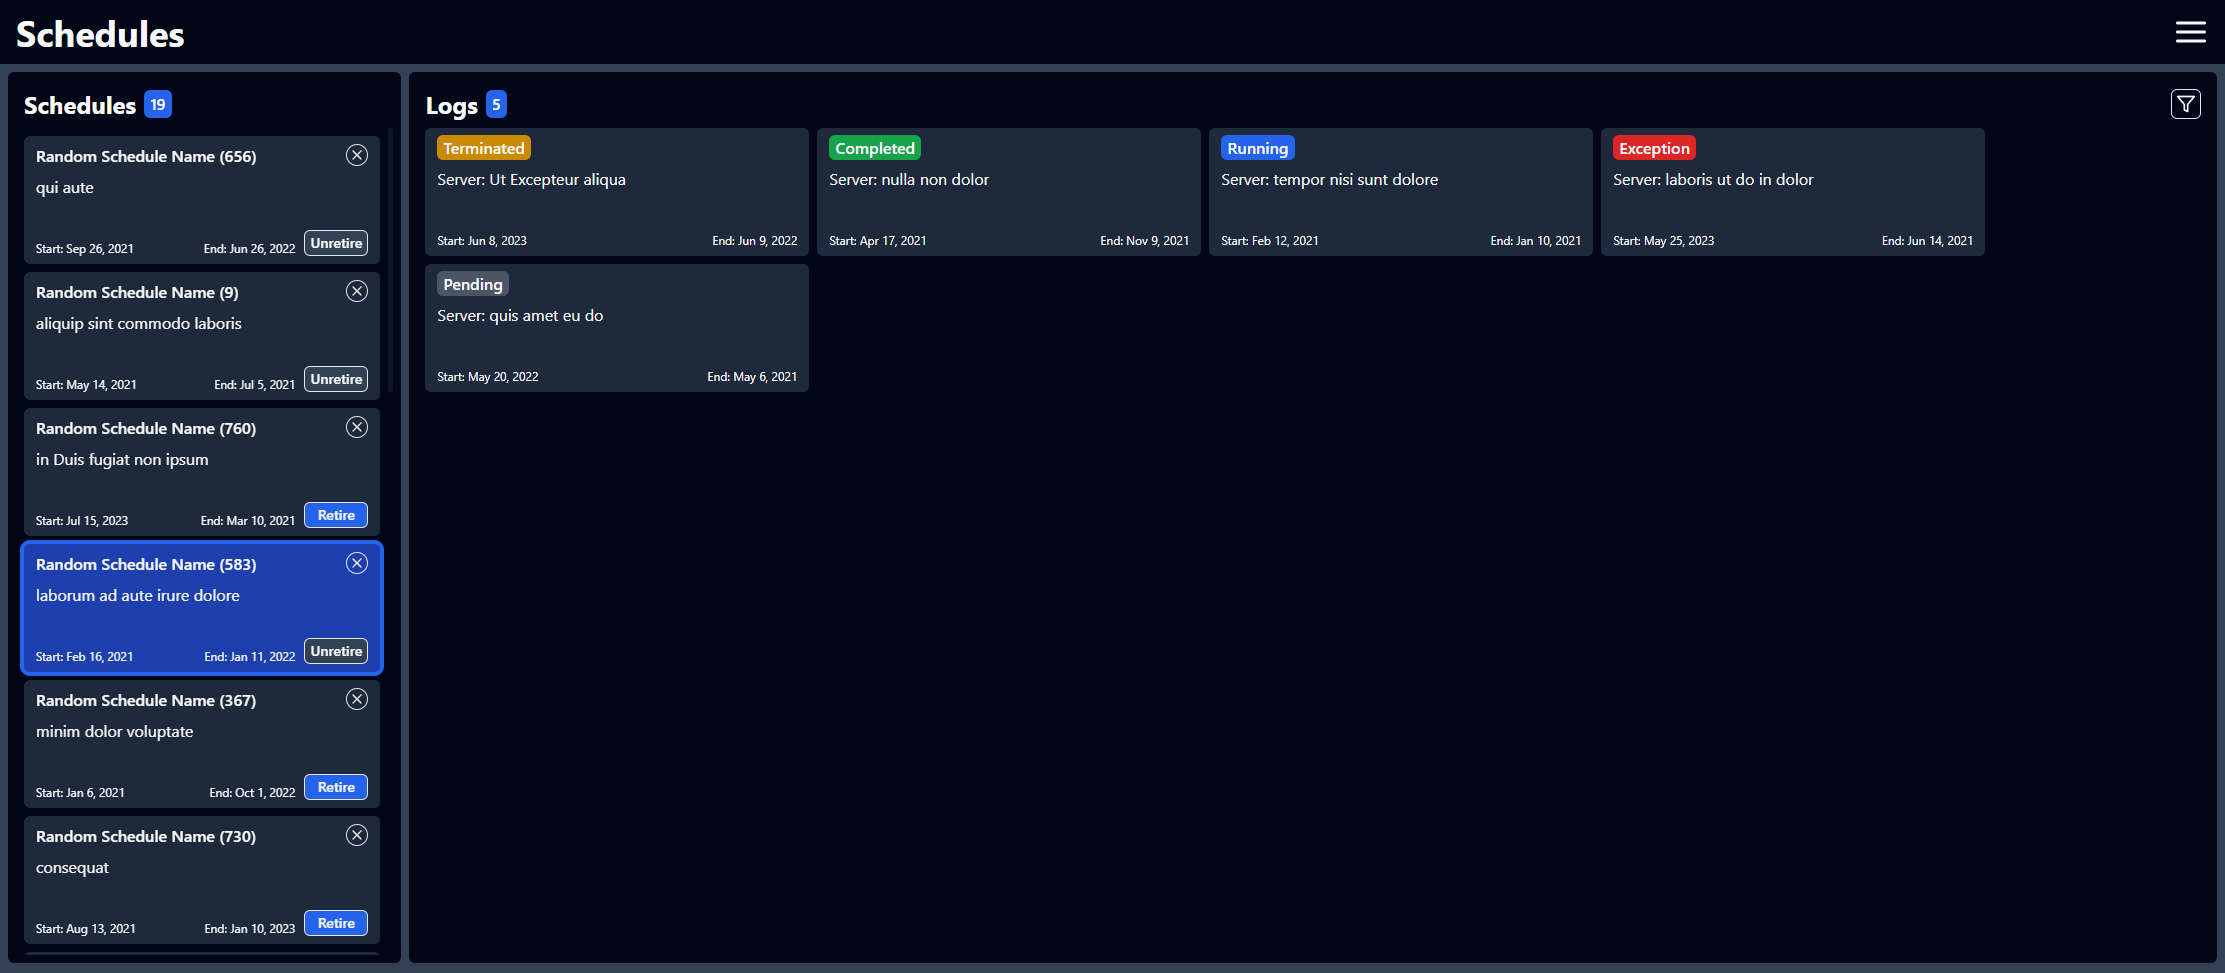 Schedules
Schedules 19
Random Schedule Name (656)
qui aute
Start: Sep 26, 2021 End: Jun 26, 2022 Unretire
Random Schedule Name (9)
aliquip sint commodo laboris
Start: May 14, 2021 End: Jul 5, 2021 Unretire
Random Schedule Name (760)
in Duis fugiat non ipsum
Start: Jul 15, 2023 End: Mar 10, 2021 Retire
Random Schedule Name (583)
laborum ad aute irure dolore
Start: Feb 16, 2021 End: Jan 11, 2022 Unretire
Random Schedule Name (367)
minim dolor voluptate
Start: Jan 6, 2021 End: Oct 1, 2022 Retire
Random Schedule Name (730)
consequat
Start: Aug 13, 2021 End: Jan 10, 2023 Retire
Logs 5
Terminated
Server: Ut Excepteur aliqua
Start: Jun 8, 2023 End: Jun 9, 2022
Completed
Server: nulla non dolor
Start: Apr 17, 2021 End: Nov 9, 2021
Running
Server: tempor nisi sunt dolore
Start: Feb 12, 2021 End: Jan 10, 2021
Exception
Server: laboris ut do in dolor
Start: May 25, 2023 End: Jun 14, 2021
Pending
Server: quis amet eu do
Start: May 20, 2022 End: May 6, 2021